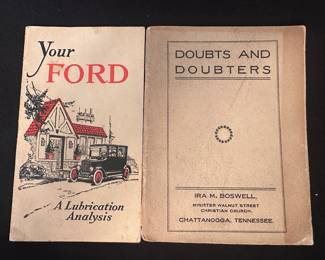 Your
FORD
A Lubrication
Analysis
DOUBTS AND
DOUBTERS
IRA M. BOSWELL,
MINISTER WALNUT STREET
CHRISTIAN CHURCH,
CHATTANOOGA, TENNESSEE.